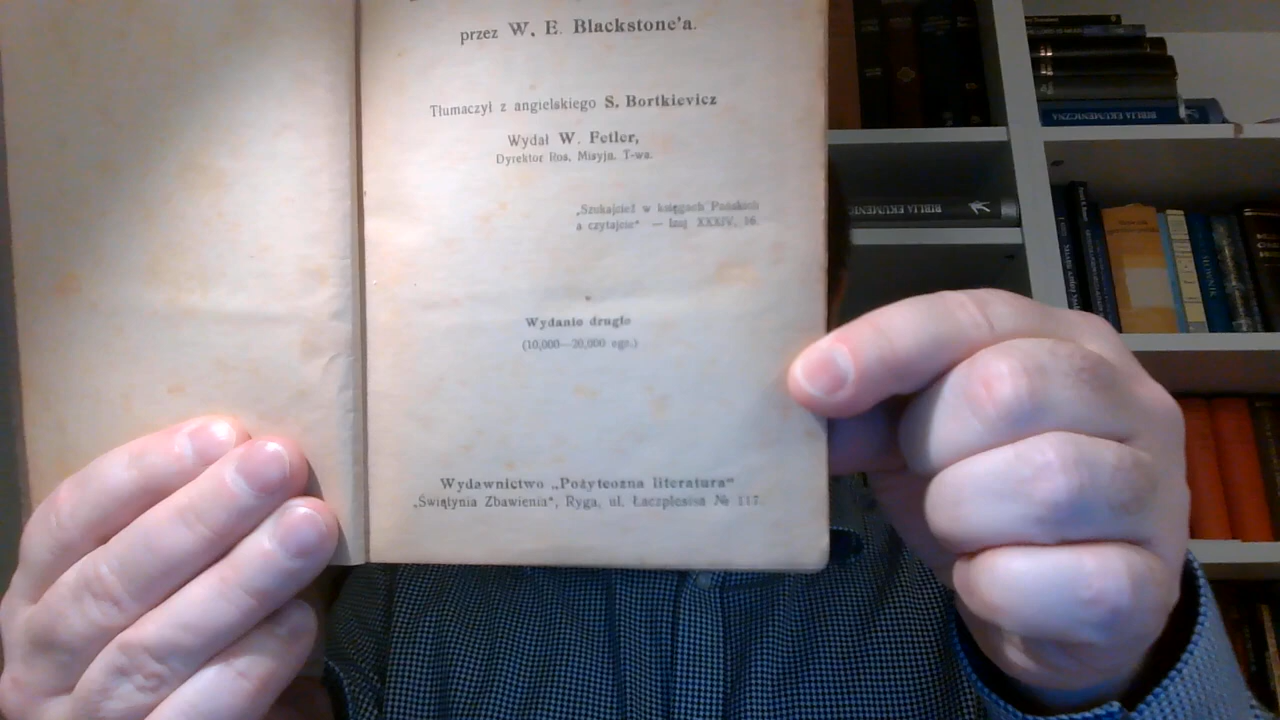 przez W. E. Blackstone'a.
Tłumaczył z angielskiego S. Bortkievicz
Wydał W. Fetler,
Dyrektor Ros. Misyjn. T-wa.
„Szukajcież w księgach Pańskich
a czytajcie“ — Izaj XXXIV, 16.
Wydanie drugie
(10,000—20,000 egz.)
Wydawnictwo „Pożyteczna literatura“
„Świątynia Zbawienia“, Ryga, ul. Łaczplesisa № 117.
BIBLIA EKUMENICZNA
BIBLIA EKUMENI
SŁOWNIK